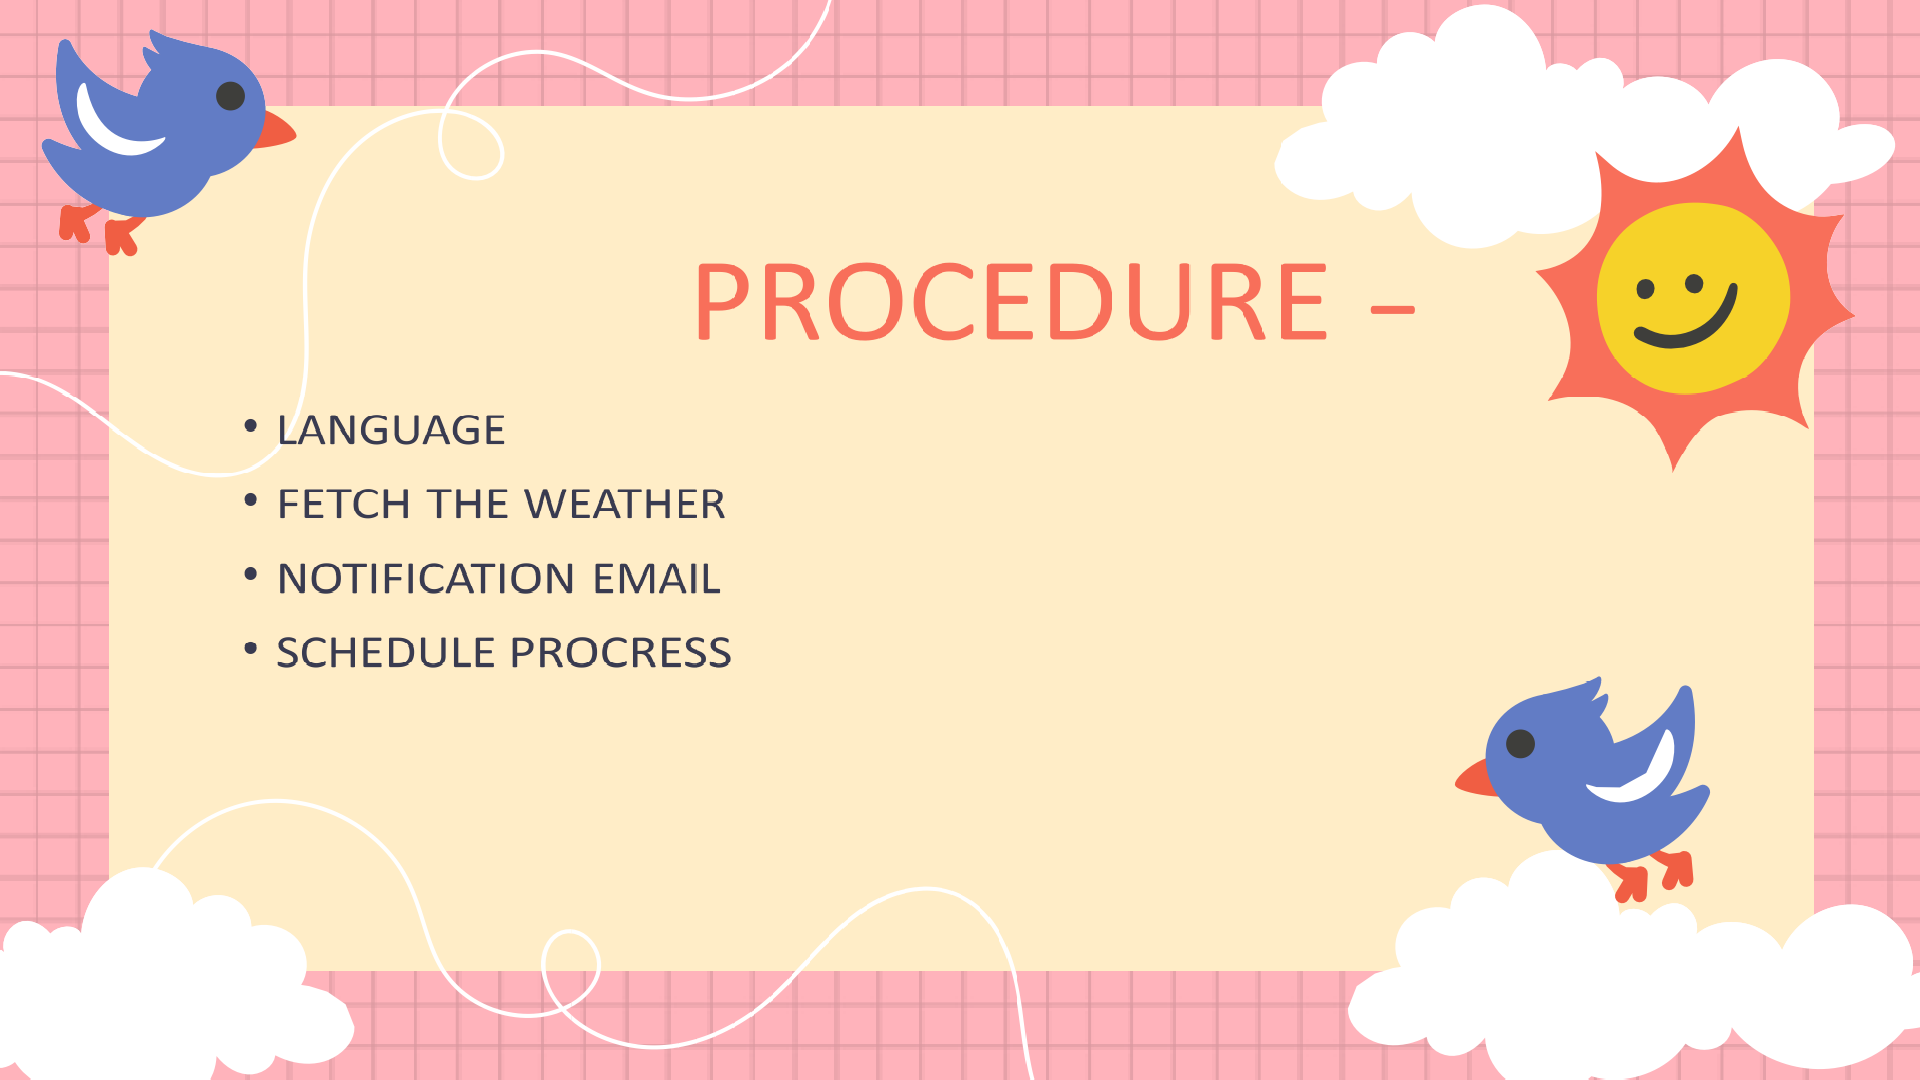 PROCEDURE –
• LANGUAGE
• FETCH THE WEATHER
• NOTIFICATION EMAIL
• SCHEDULE PROCRESS